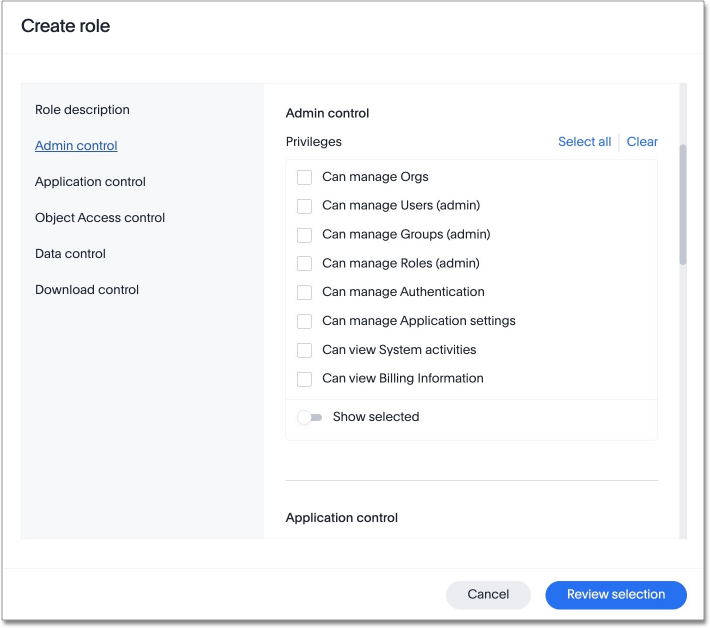 Create role
Role description
Admin control
Application control
Object Access control
Data control
Download control
Admin control
Privileges
Select all
Clear
Can manage Orgs
Can manage Users (admin)
Can manage Groups (admin)
Can manage Roles (admin)
Can manage Authentication
Can manage Application settings
Can view System activities
Can view Billing Information
Show selected
Application control
Cancel
Review selection